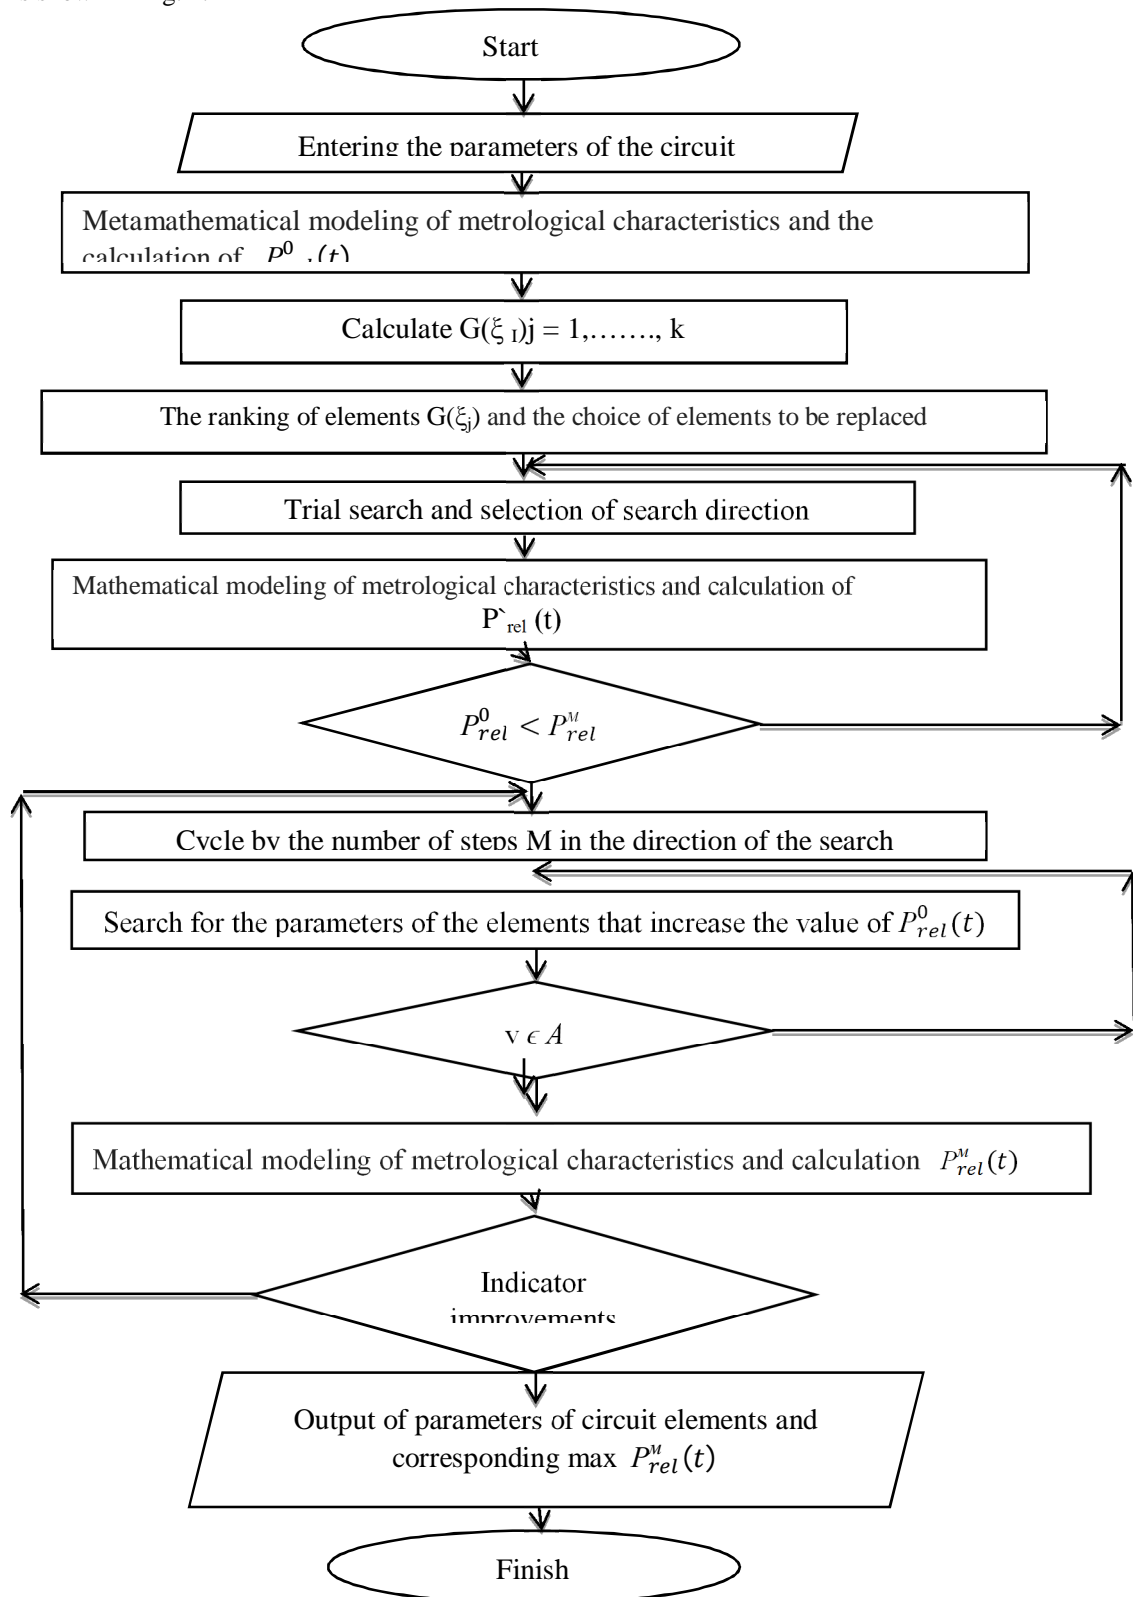 Start
Entering the parameters of the circuit
Metamathematical modeling of metrological characteristics and the
calculation of P⁰ (t)
Calculate G(ξ I)j = 1,……., k
The ranking of elements G(ξj) and the choice of elements to be replaced
Trial search and selection of search direction
Mathematical modeling of metrological characteristics and calculation of
P`rel (t)
P⁰rel < Pᴹrel
Cycle by the number of steps M in the direction of the search
Search for the parameters of the elements that increase the value of P⁰rel(t)
v ϵ A
Mathematical modeling of metrological characteristics and calculation Pᴹrel(t)
Indicator
improvements
Output of parameters of circuit elements and
corresponding max Pᴹrel(t)
Finish